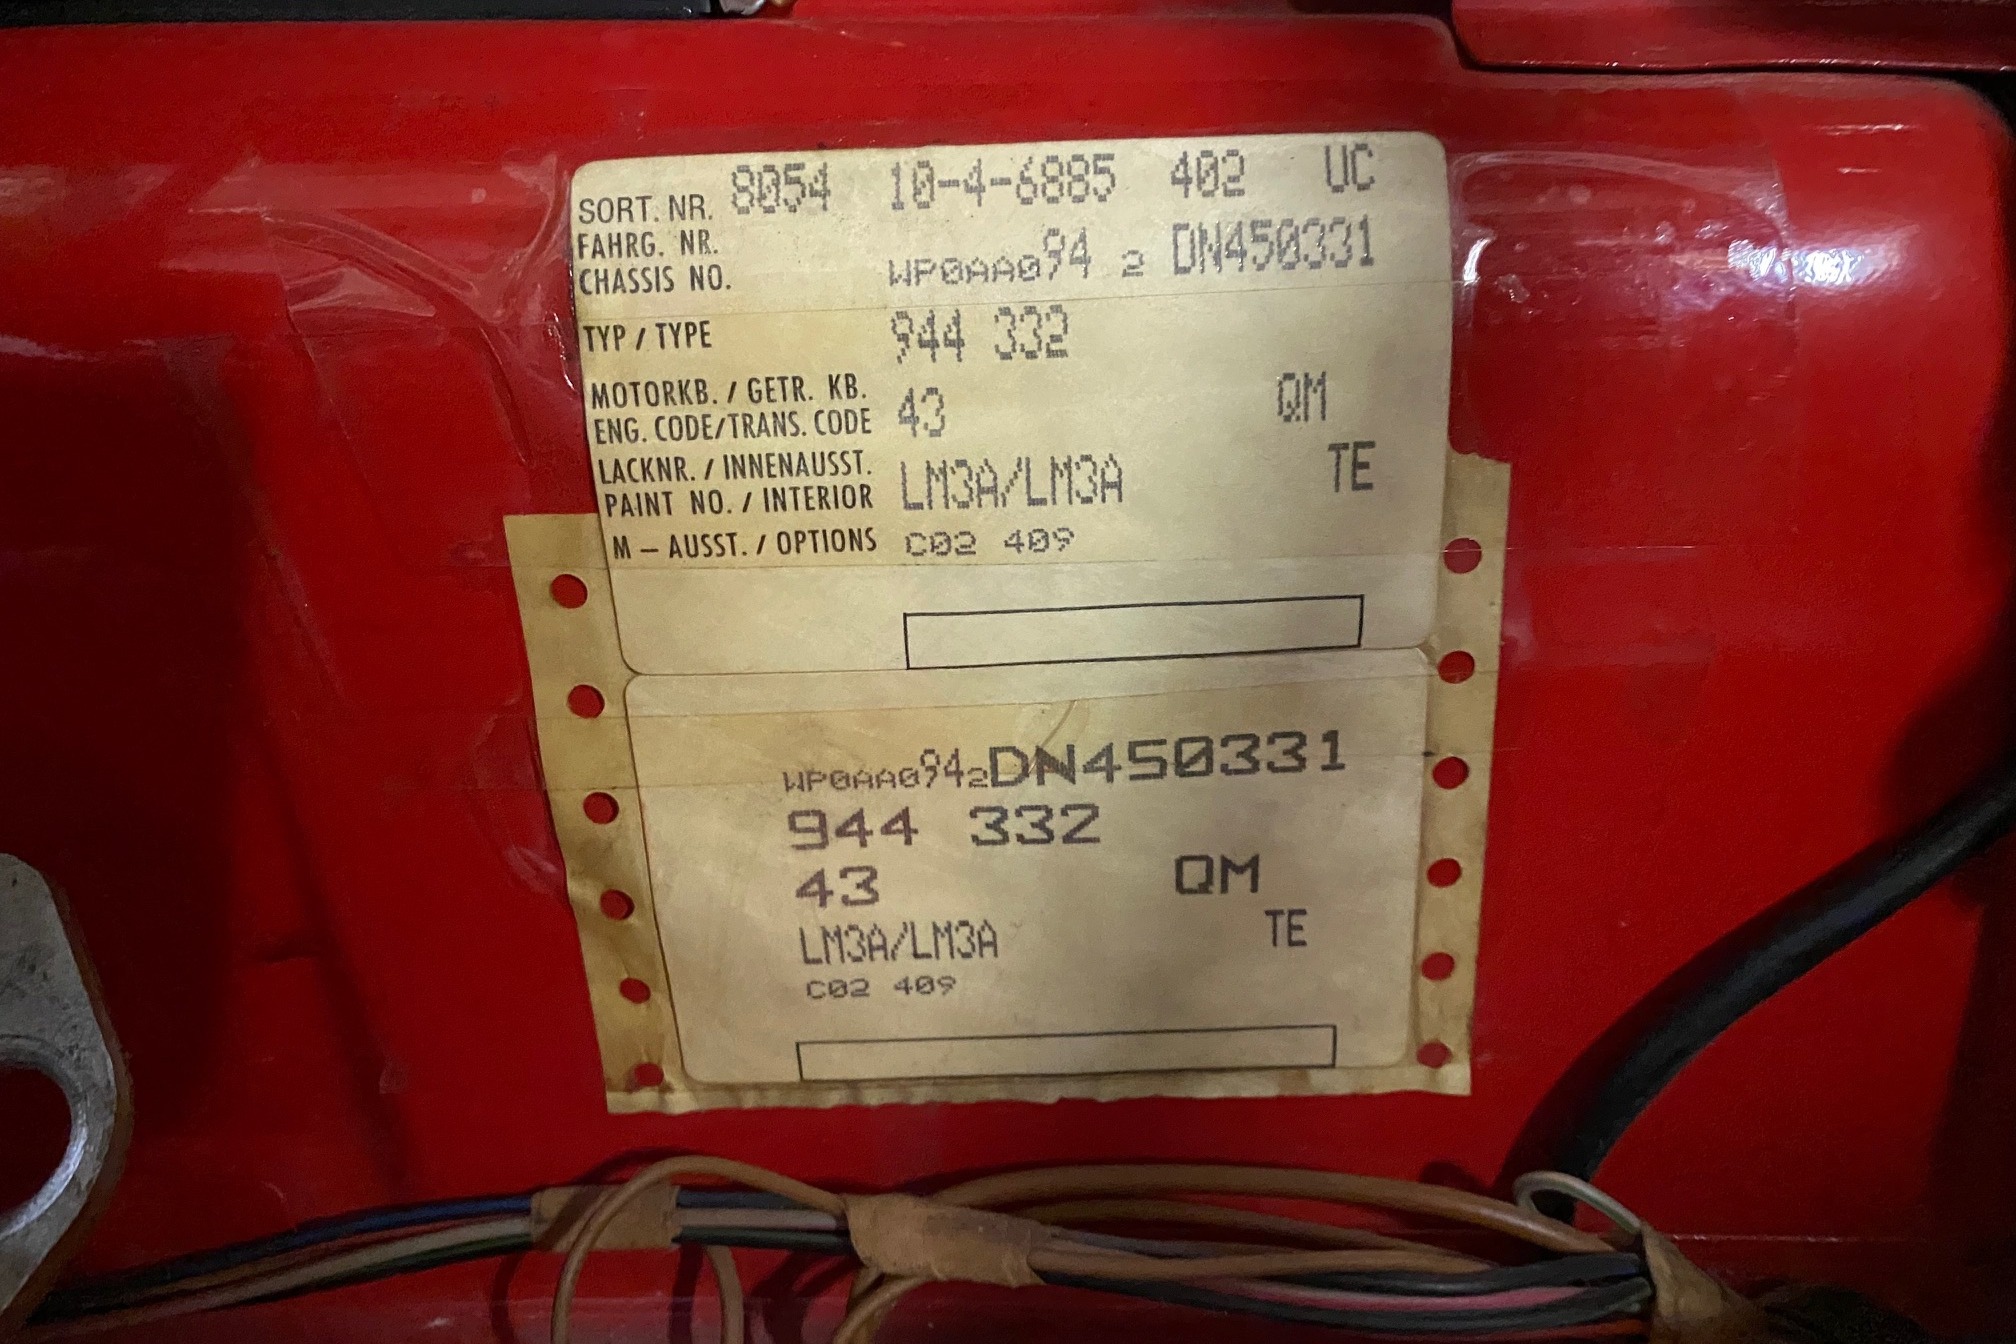 SORT. NR. 8054 10-4-6885 402 UC
FAHRG. NR.
CHASSIS NO. WP0AA094 2 DN450331
TYP / TYPE 944 332
MOTORKB. / GETR. KB.
ENG. CODE/TRANS. CODE 43 QM
LACKNR. / INNENAUSST.
PAINT NO. / INTERIOR LM3A/LM3A TE
M – AUSST. / OPTIONS C02 409
WP0AA0942DN450331
944 332
43 QM
LM3A/LM3A TE
C02 409